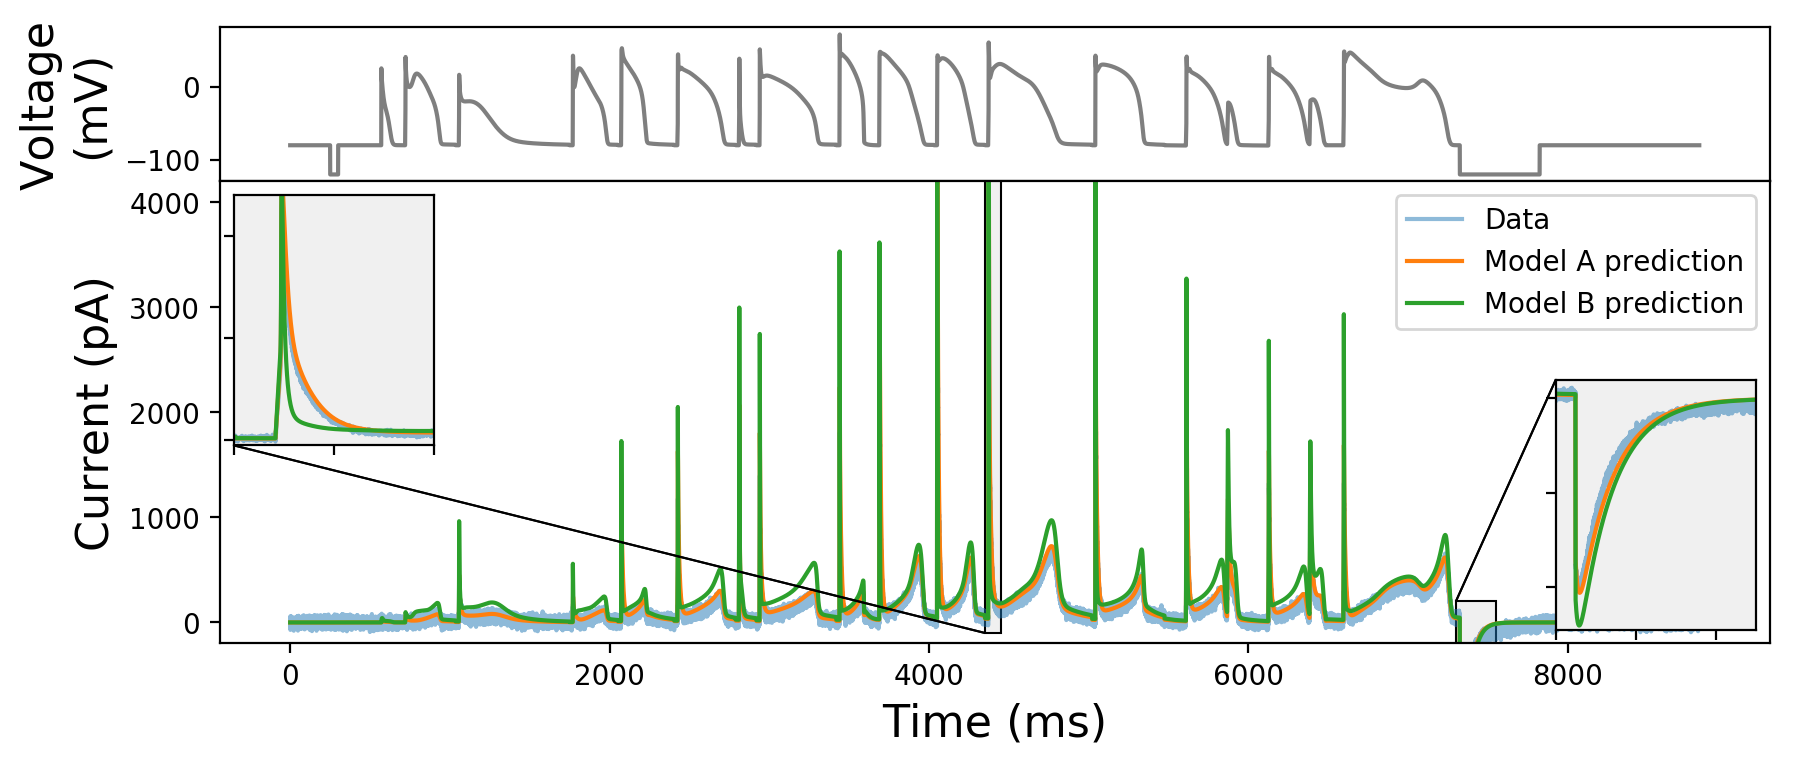 Voltage
(mV)
0
−100
Current (pA)
4000
3000
2000
1000
0
Data
Model A prediction
Model B prediction
0
2000
4000
6000
8000
Time (ms)